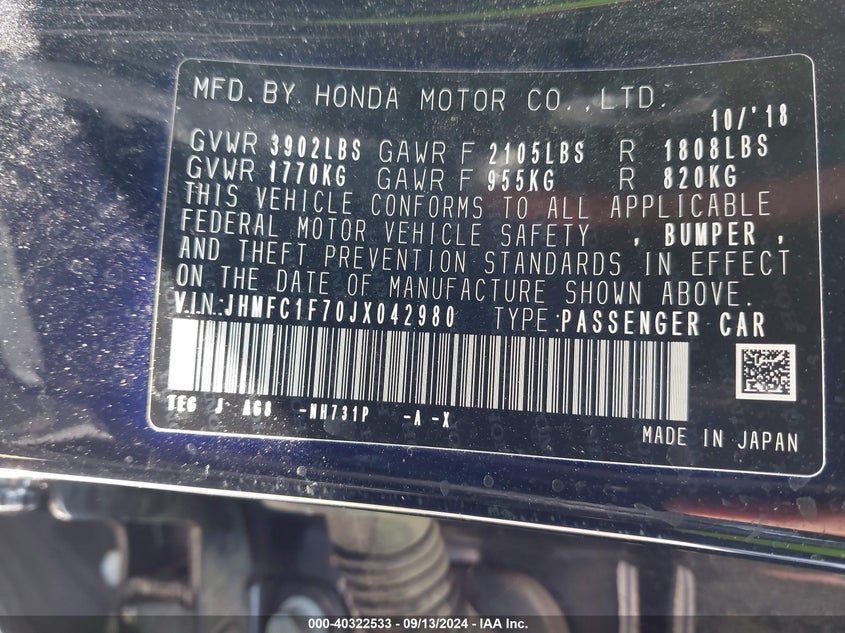 MFD. BY HONDA MOTOR CO.,LTD.
10/'18
GVWR 3902LBS GAWR F 2105LBS R 1808LBS
GVWR 1770KG GAWR F 955KG R 820KG
THIS VEHICLE CONFORMS TO ALL APPLICABLE
FEDERAL MOTOR VEHICLE SAFETY , BUMPER ,
AND THEFT PREVENTION STANDARDS IN EFFECT
ON THE DATE OF MANUFACTURE SHOWN ABOVE.
V.I.N.:JHMFC1F70JX042980 TYPE:PASSENGER CAR
TEG J AG8 -NH731P -A -X
MADE IN JAPAN
000-40322533 - 09/13/2024 - IAA Inc.